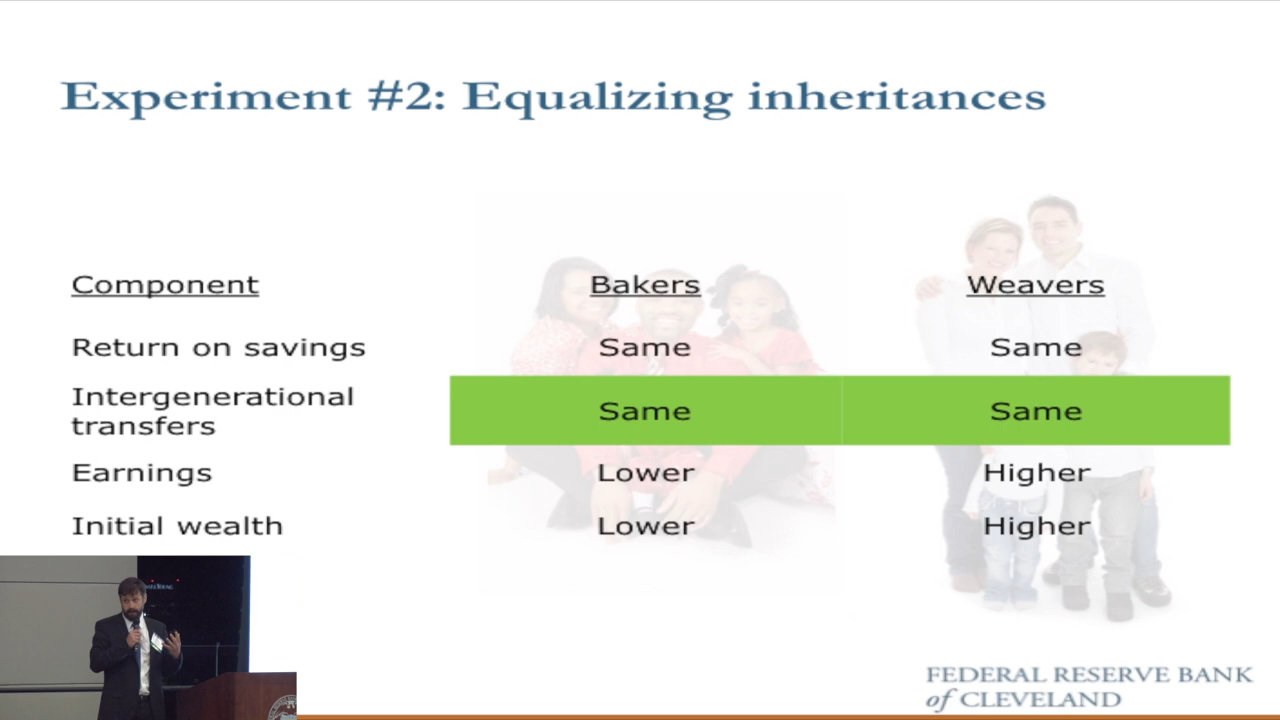 Experiment #2: Equalizing inheritances
Component Bakers Weavers
Return on savings Same Same
Intergenerational
transfers Same Same
Earnings Lower Higher
Initial wealth Lower Higher
FEDERAL RESERVE BANK
of CLEVELAND